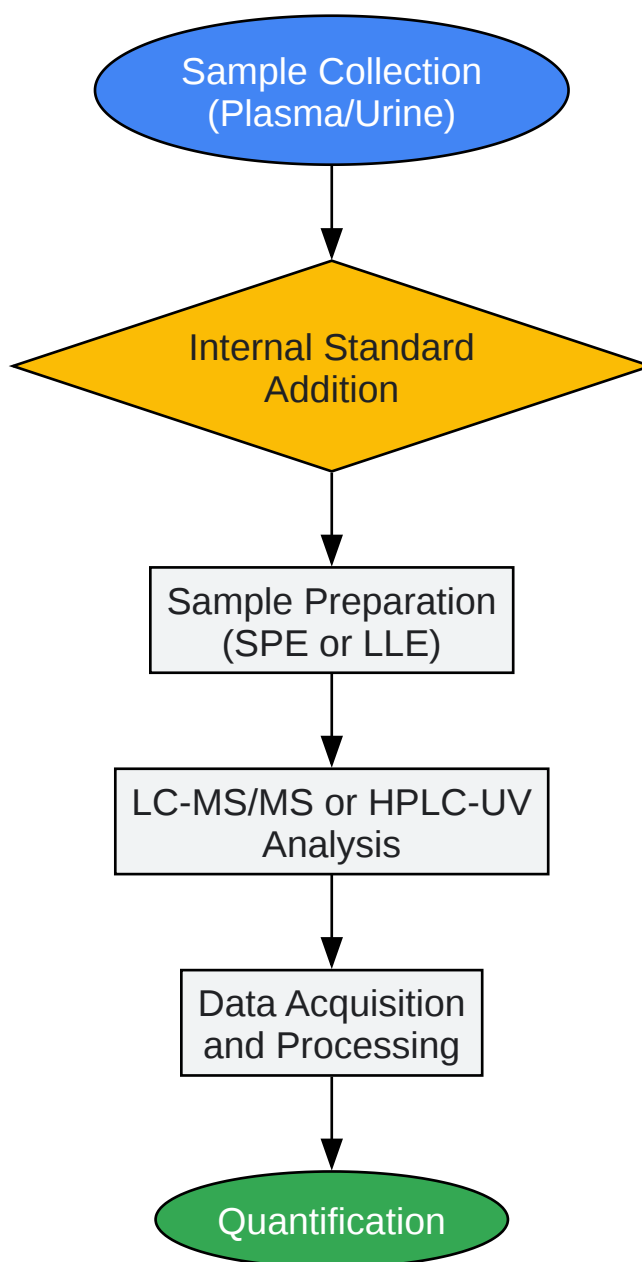 Sample Collection
(Plasma/Urine)
Internal Standard
Addition
Sample Preparation
(SPE or LLE)
LC-MS/MS or HPLC-UV
Analysis
Data Acquisition
and Processing
Quantification